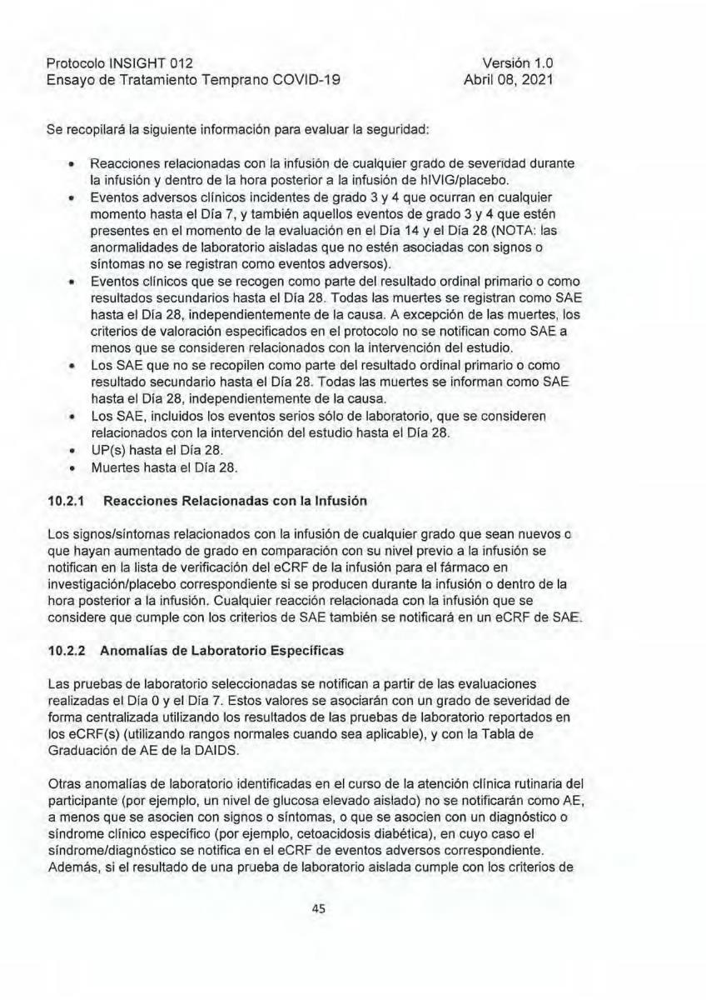 Protocolo INSIGHT 012 Versión 1.0
Ensayo de Tratamiento Temprano COVID-19 Abril 08, 2021
Se recopilará la siguiente información para evaluar la seguridad:
• Reacciones relacionadas con la infusión de cualquier grado de severidad durante
la infusión y dentro de la hora posterior a la infusión de hIVIG/placebo.
• Eventos adversos clínicos incidentes de grado 3 y 4 que ocurran en cualquier
momento hasta el Día 7, y también aquellos eventos de grado 3 y 4 que estén
presentes en el momento de la evaluación en el Día 14 y el Día 28 (NOTA: las
anormalidades de laboratorio aisladas que no estén asociadas con signos o
síntomas no se registran como eventos adversos).
• Eventos clínicos que se recogen como parte del resultado ordinal primario o como
resultados secundarios hasta el Día 28. Todas las muertes se registran como SAE
hasta el Día 28, independientemente de la causa. A excepción de las muertes, los
criterios de valoración especificados en el protocolo no se notifican como SAE a
menos que se consideren relacionados con la intervención del estudio.
• Los SAE que no se recopilen como parte del resultado ordinal primario o como
resultado secundario hasta el Día 28. Todas las muertes se informan como SAE
hasta el Día 28, independientemente de la causa.
• Los SAE, incluidos los eventos serios sólo de laboratorio, que se consideren
relacionados con la intervención del estudio hasta el Día 28.
• UP(s) hasta el Día 28.
• Muertes hasta el Día 28.
10.2.1 Reacciones Relacionadas con la Infusión
Los signos/síntomas relacionados con la infusión de cualquier grado que sean nuevos o
que hayan aumentado de grado en comparación con su nivel previo a la infusión se
notifican en la lista de verificación del eCRF de la infusión para el fármaco en
investigación/placebo correspondiente si se producen durante la infusión o dentro de la
hora posterior a la infusión. Cualquier reacción relacionada con la infusión que se
considere que cumple con los criterios de SAE también se notificará en un eCRF de SAE.
10.2.2 Anomalías de Laboratorio Específicas
Las pruebas de laboratorio seleccionadas se notifican a partir de las evaluaciones
realizadas el Día 0 y el Día 7. Estos valores se asociarán con un grado de severidad de
forma centralizada utilizando los resultados de las pruebas de laboratorio reportados en
los eCRF(s) (utilizando rangos normales cuando sea aplicable), y con la Tabla de
Graduación de AE de la DAIDS.
Otras anomalías de laboratorio identificadas en el curso de la atención clínica rutinaria del
participante (por ejemplo, un nivel de glucosa elevado aislado) no se notificarán como AE,
a menos que se asocien con signos o síntomas, o que se asocien con un diagnóstico o
síndrome clínico específico (por ejemplo, cetoacidosis diabética), en cuyo caso el
síndrome/diagnóstico se notifica en el eCRF de eventos adversos correspondiente.
Además, si el resultado de una prueba de laboratorio aislada cumple con los criterios de
45